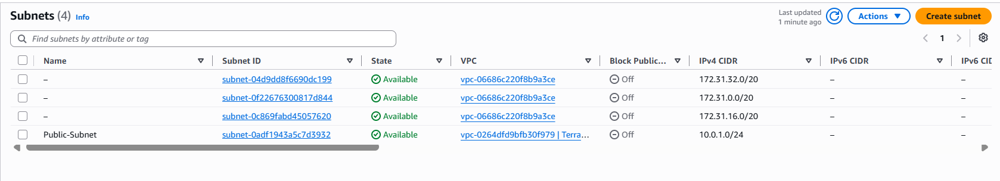 Subnets (4) Info
Last updated
1 minute ago
Actions
Create subnet
Find subnets by attribute or tag
1
Name Subnet ID State VPC Block Public... IPv4 CIDR IPv6 CIDR IPv6 CID
– subnet-04d9dd8f6690dc199 Available vpc-06686c220f8b9a3ce Off 172.31.32.0/20 – –
– subnet-0f22676300817d844 Available vpc-06686c220f8b9a3ce Off 172.31.0.0/20 – –
– subnet-0c869fabd45057620 Available vpc-06686c220f8b9a3ce Off 172.31.16.0/20 – –
Public-Subnet subnet-0adf1943a5c7d3932 Available vpc-0264dfd9bfb30f979 | Terra... Off 10.0.1.0/24 – –